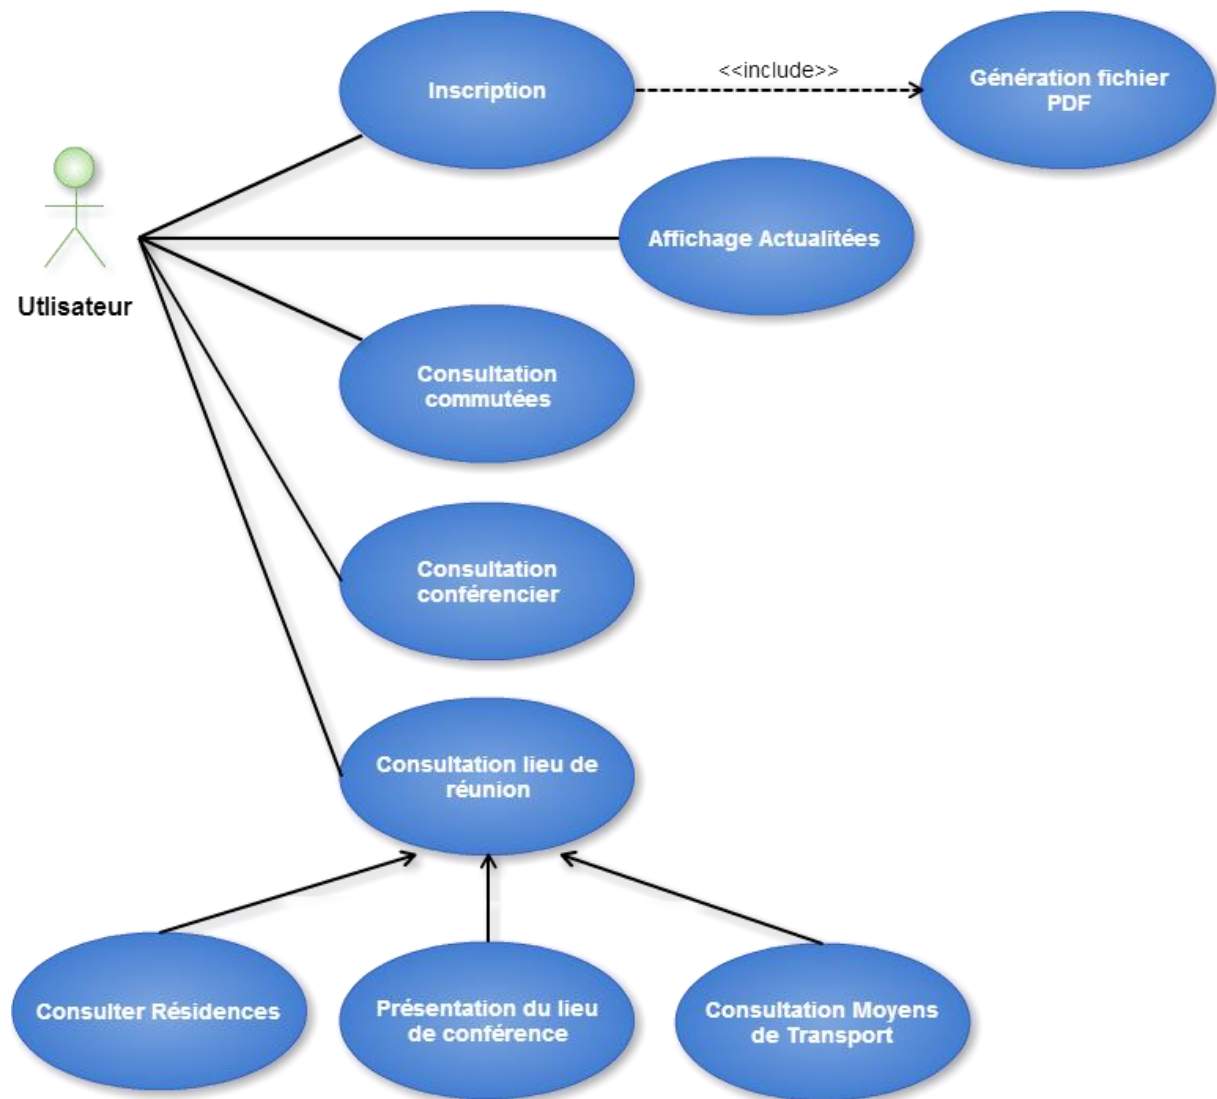 Inscription
<<include>>
Génération fichier
PDF
Affichage Actualitées
Utlisateur
Consultation
commutées
Consultation
conférencier
Consultation lieu de
réunion
Consulter Résidences
Présentation du lieu
de conférence
Consultation Moyens
de Transport